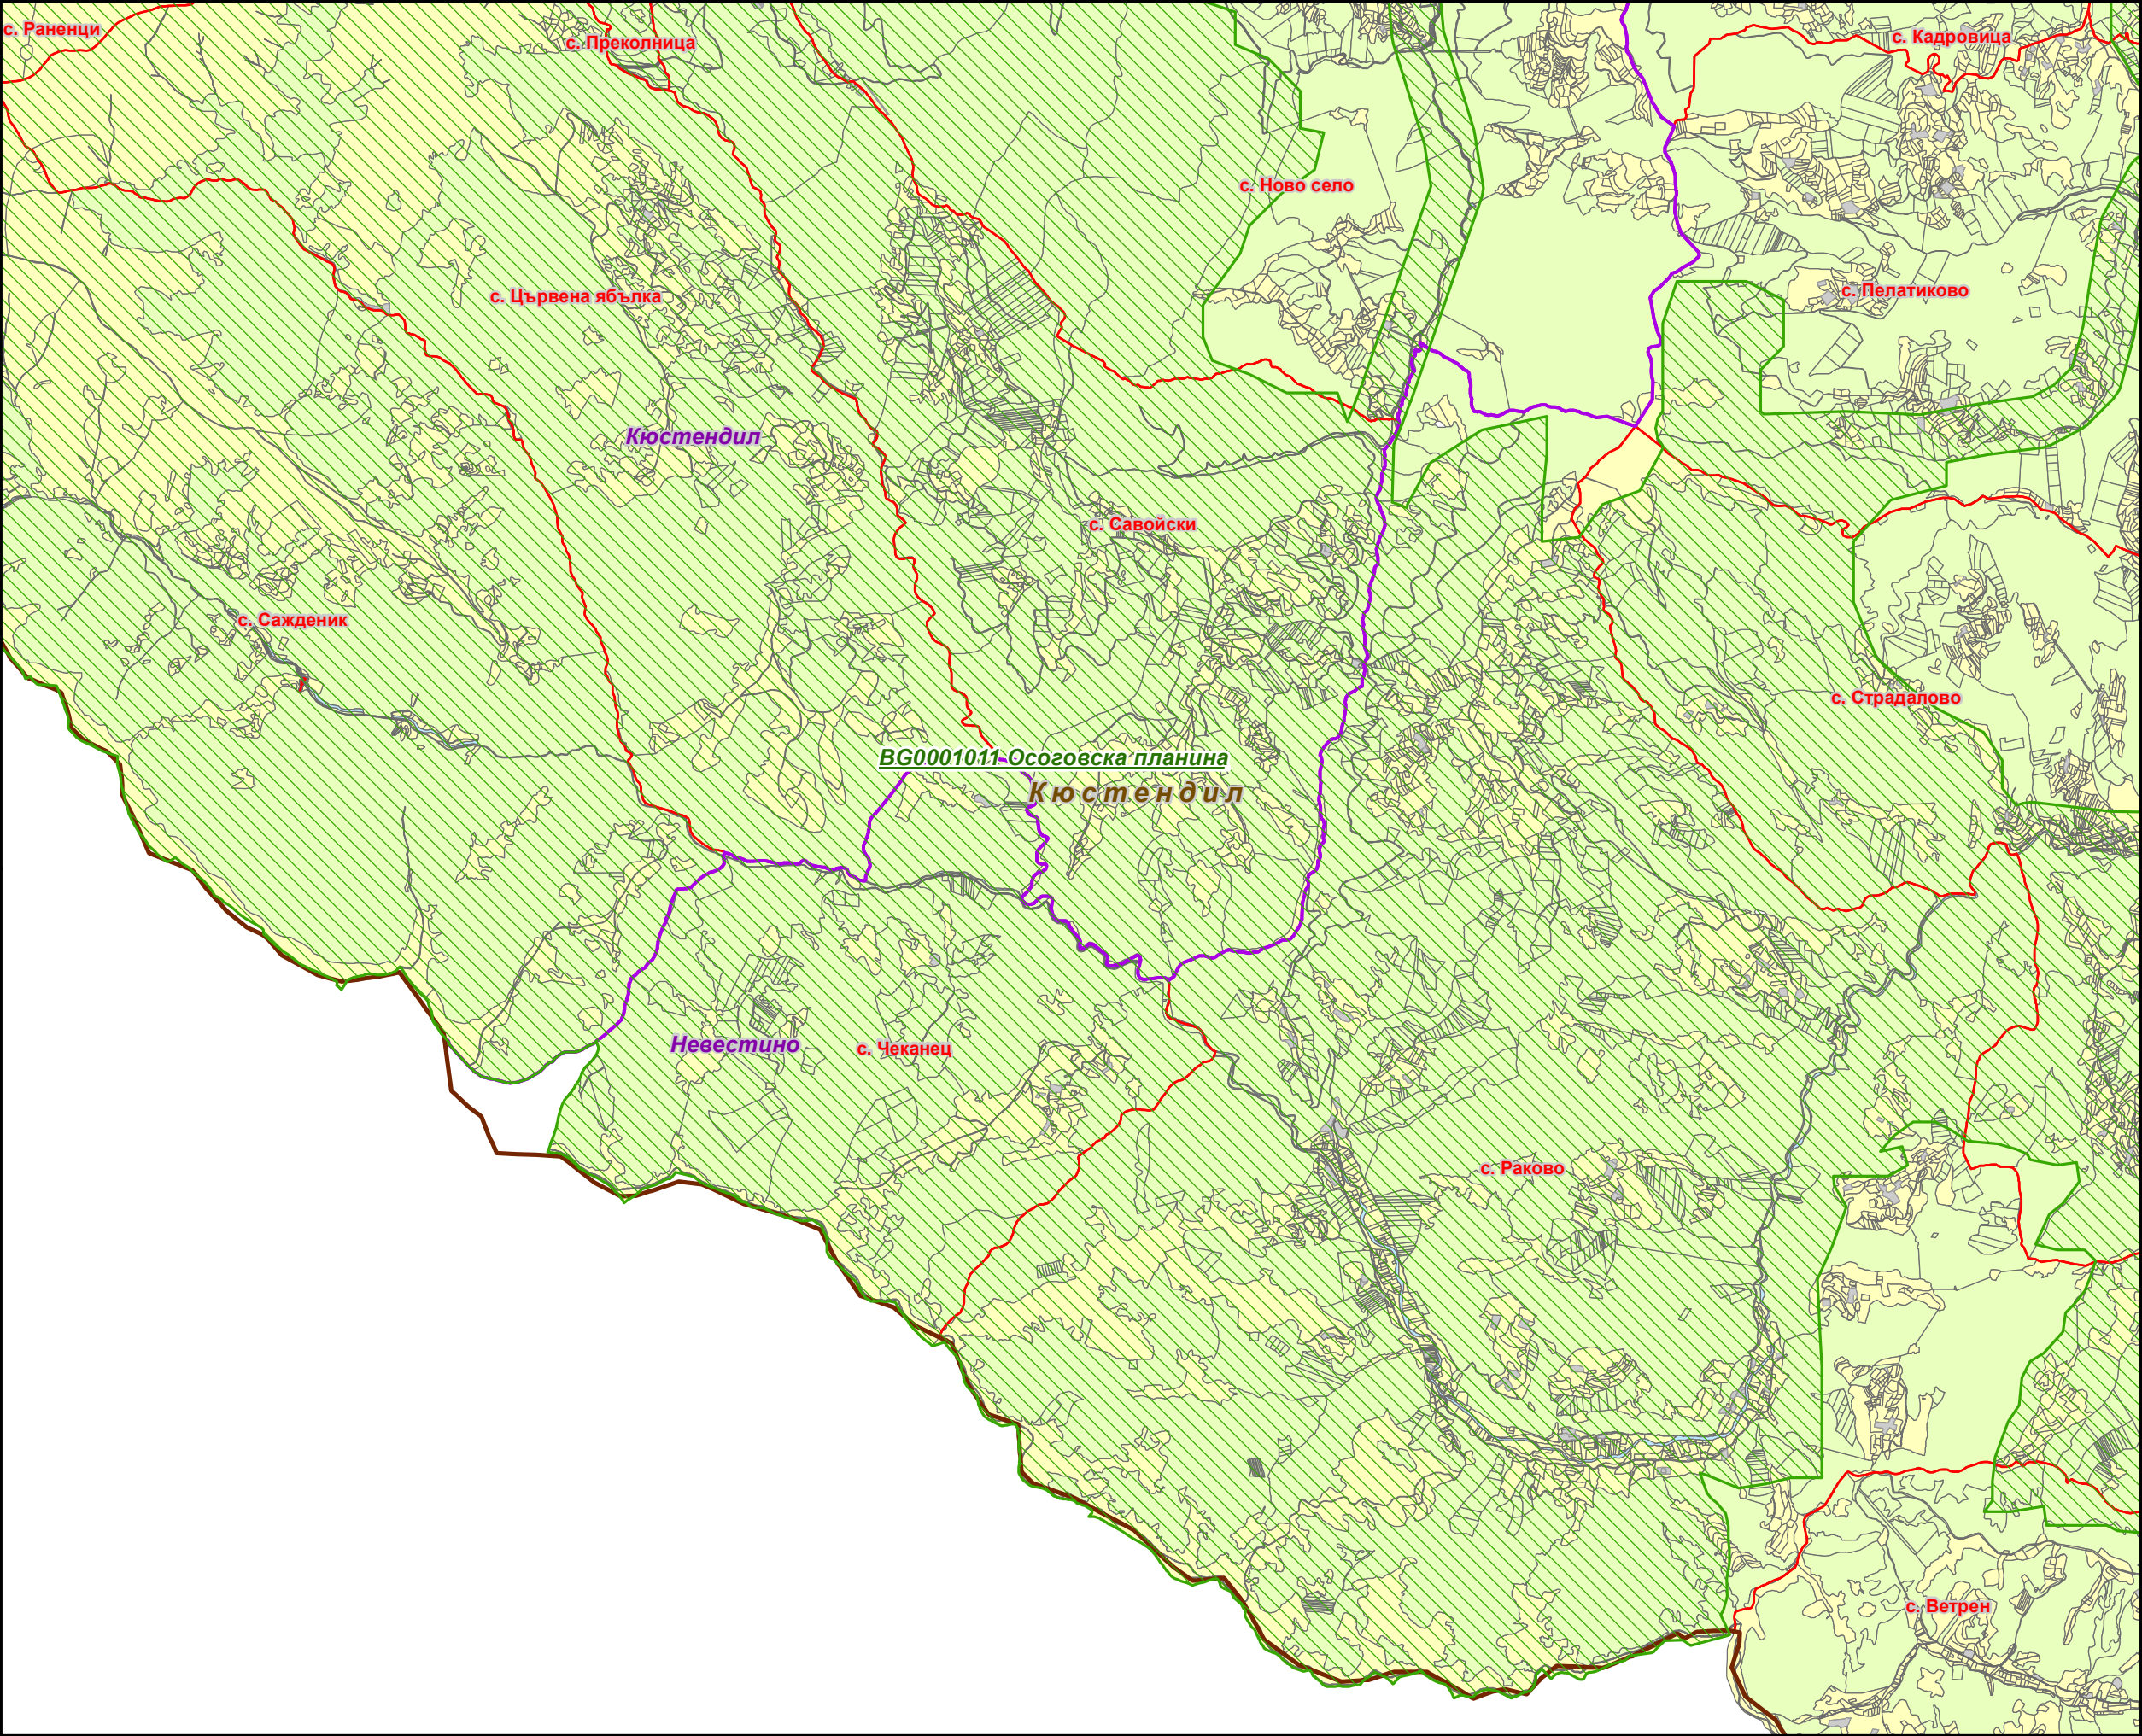 с. Раненци
с. Преколница
с. Кадровица
с. Ново село
с. Пелатиково
с. Цървена ябълка
Кюстендил
с. Савойски
с. Сажденик
с. Страдалово
BG0001011 Осоговска планина
Кюстендил
Невестино
с. Чеканец
с. Раково
с. Ветрен